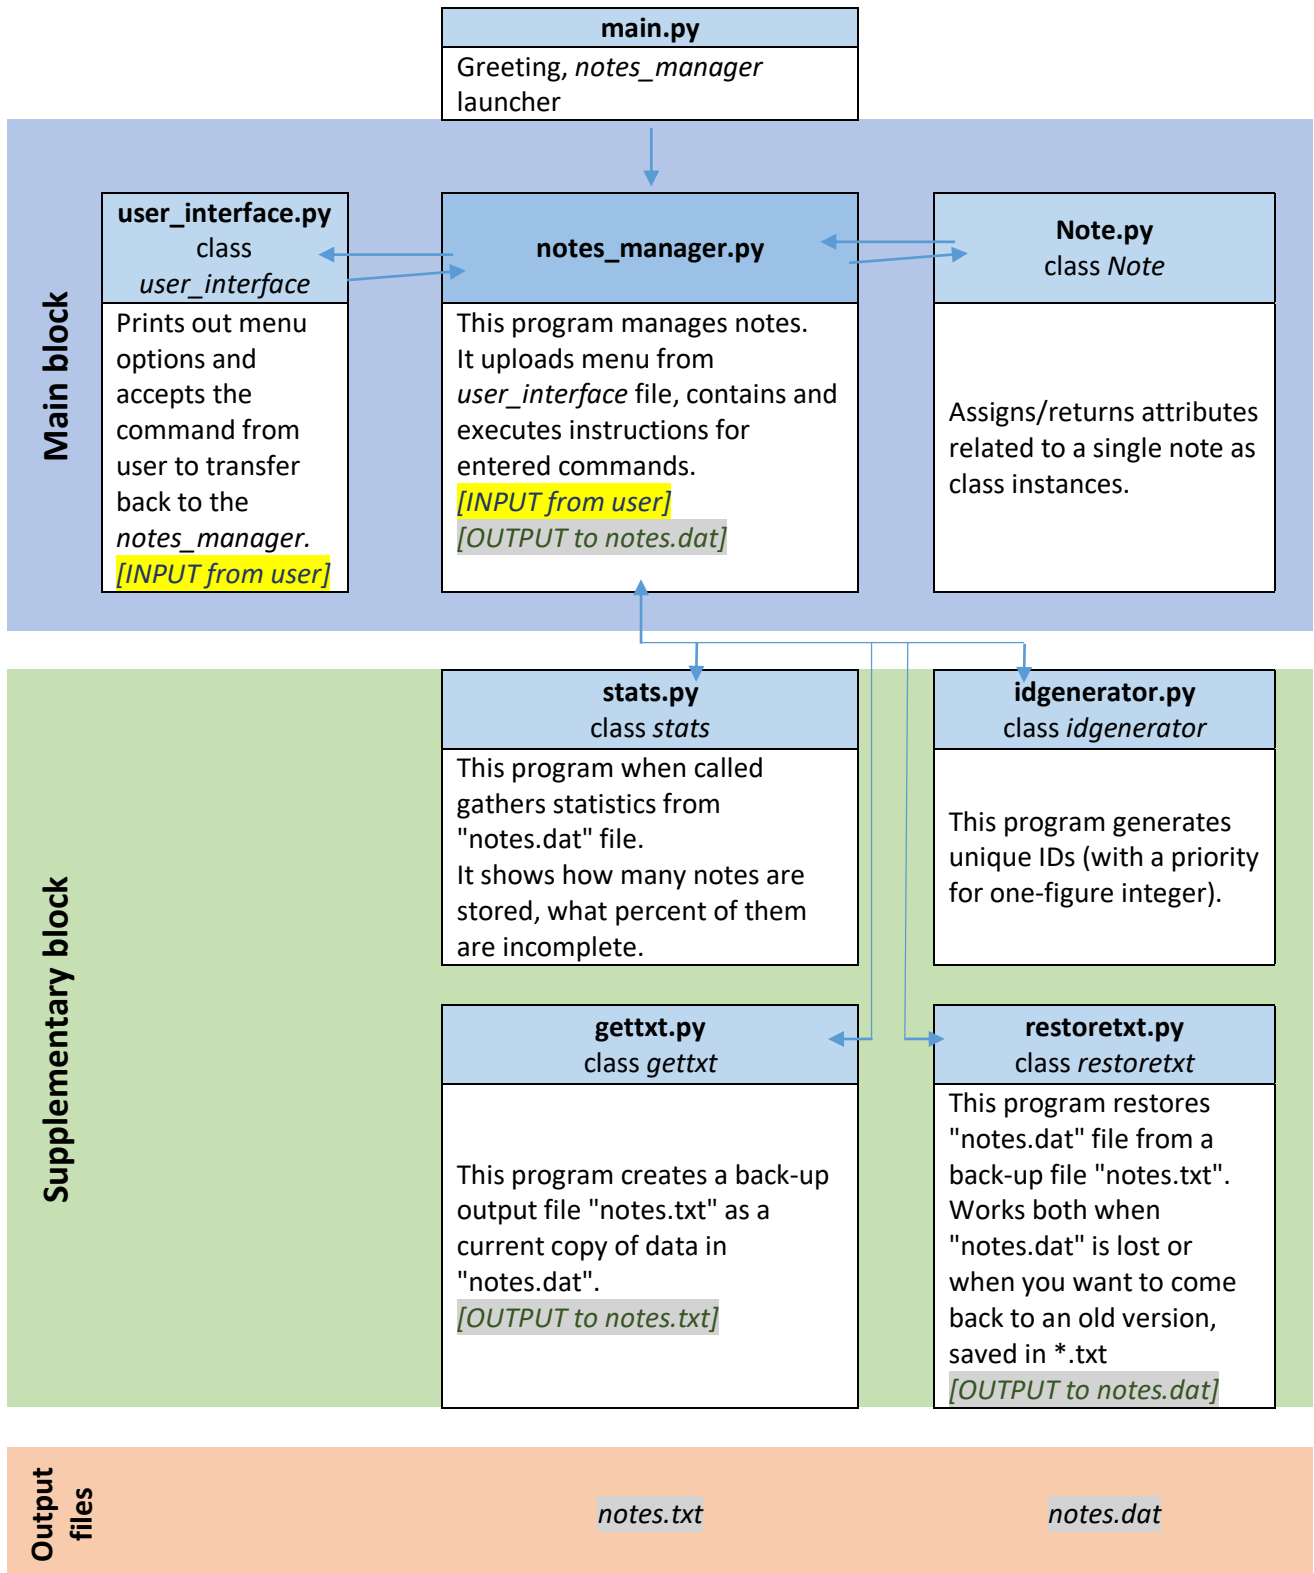 main.py
Greeting, notes_manager
launcher
Main block
user_interface.py
class
user_interface
Prints out menu
options and
accepts the
command from
user to transfer
back to the
notes_manager.
[INPUT from user]
notes_manager.py
This program manages notes.
It uploads menu from
user_interface file, contains and
executes instructions for
entered commands.
[INPUT from user]
[OUTPUT to notes.dat]
Note.py
class Note
Assigns/returns attributes
related to a single note as
class instances.
Supplementary block
stats.py
class stats
This program when called
gathers statistics from
"notes.dat" file.
It shows how many notes are
stored, what percent of them
are incomplete.
idgenerator.py
class idgenerator
This program generates
unique IDs (with a priority
for one-figure integer).
gettxt.py
class gettxt
This program creates a back-up
output file "notes.txt" as a
current copy of data in
"notes.dat".
[OUTPUT to notes.txt]
restoretxt.py
class restoretxt
This program restores
"notes.dat" file from a
back-up file "notes.txt".
Works both when
"notes.dat" is lost or
when you want to come
back to an old version,
saved in *.txt
[OUTPUT to notes.dat]
Output
files
notes.txt
notes.dat